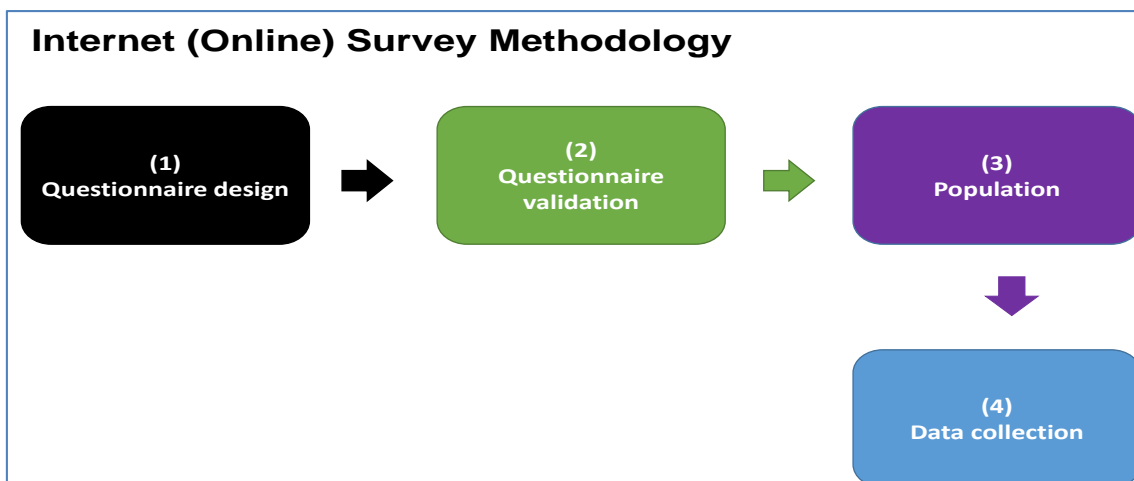 Internet (Online) Survey Methodology
(1)
Questionnaire design
(2)
Questionnaire
validation
(3)
Population
(4)
Data collection